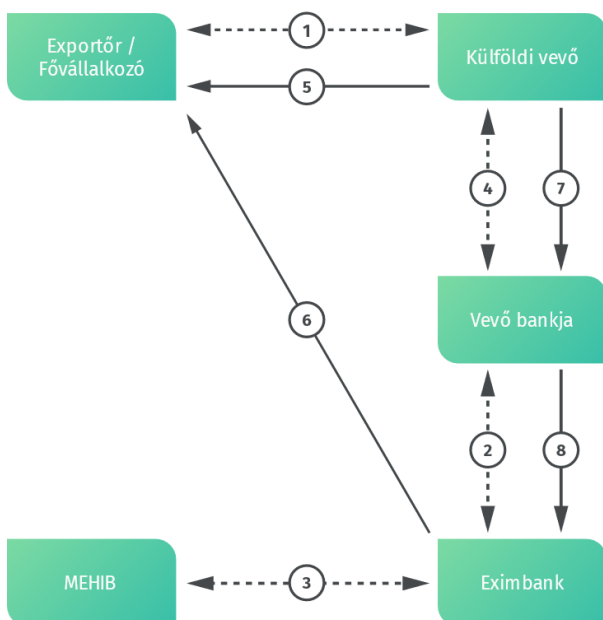 Exportőr /
Fővállalkozó
1
Külföldi vevő
5
4
7
6
Vevő bankja
2
8
MEHIB
3
Eximbank